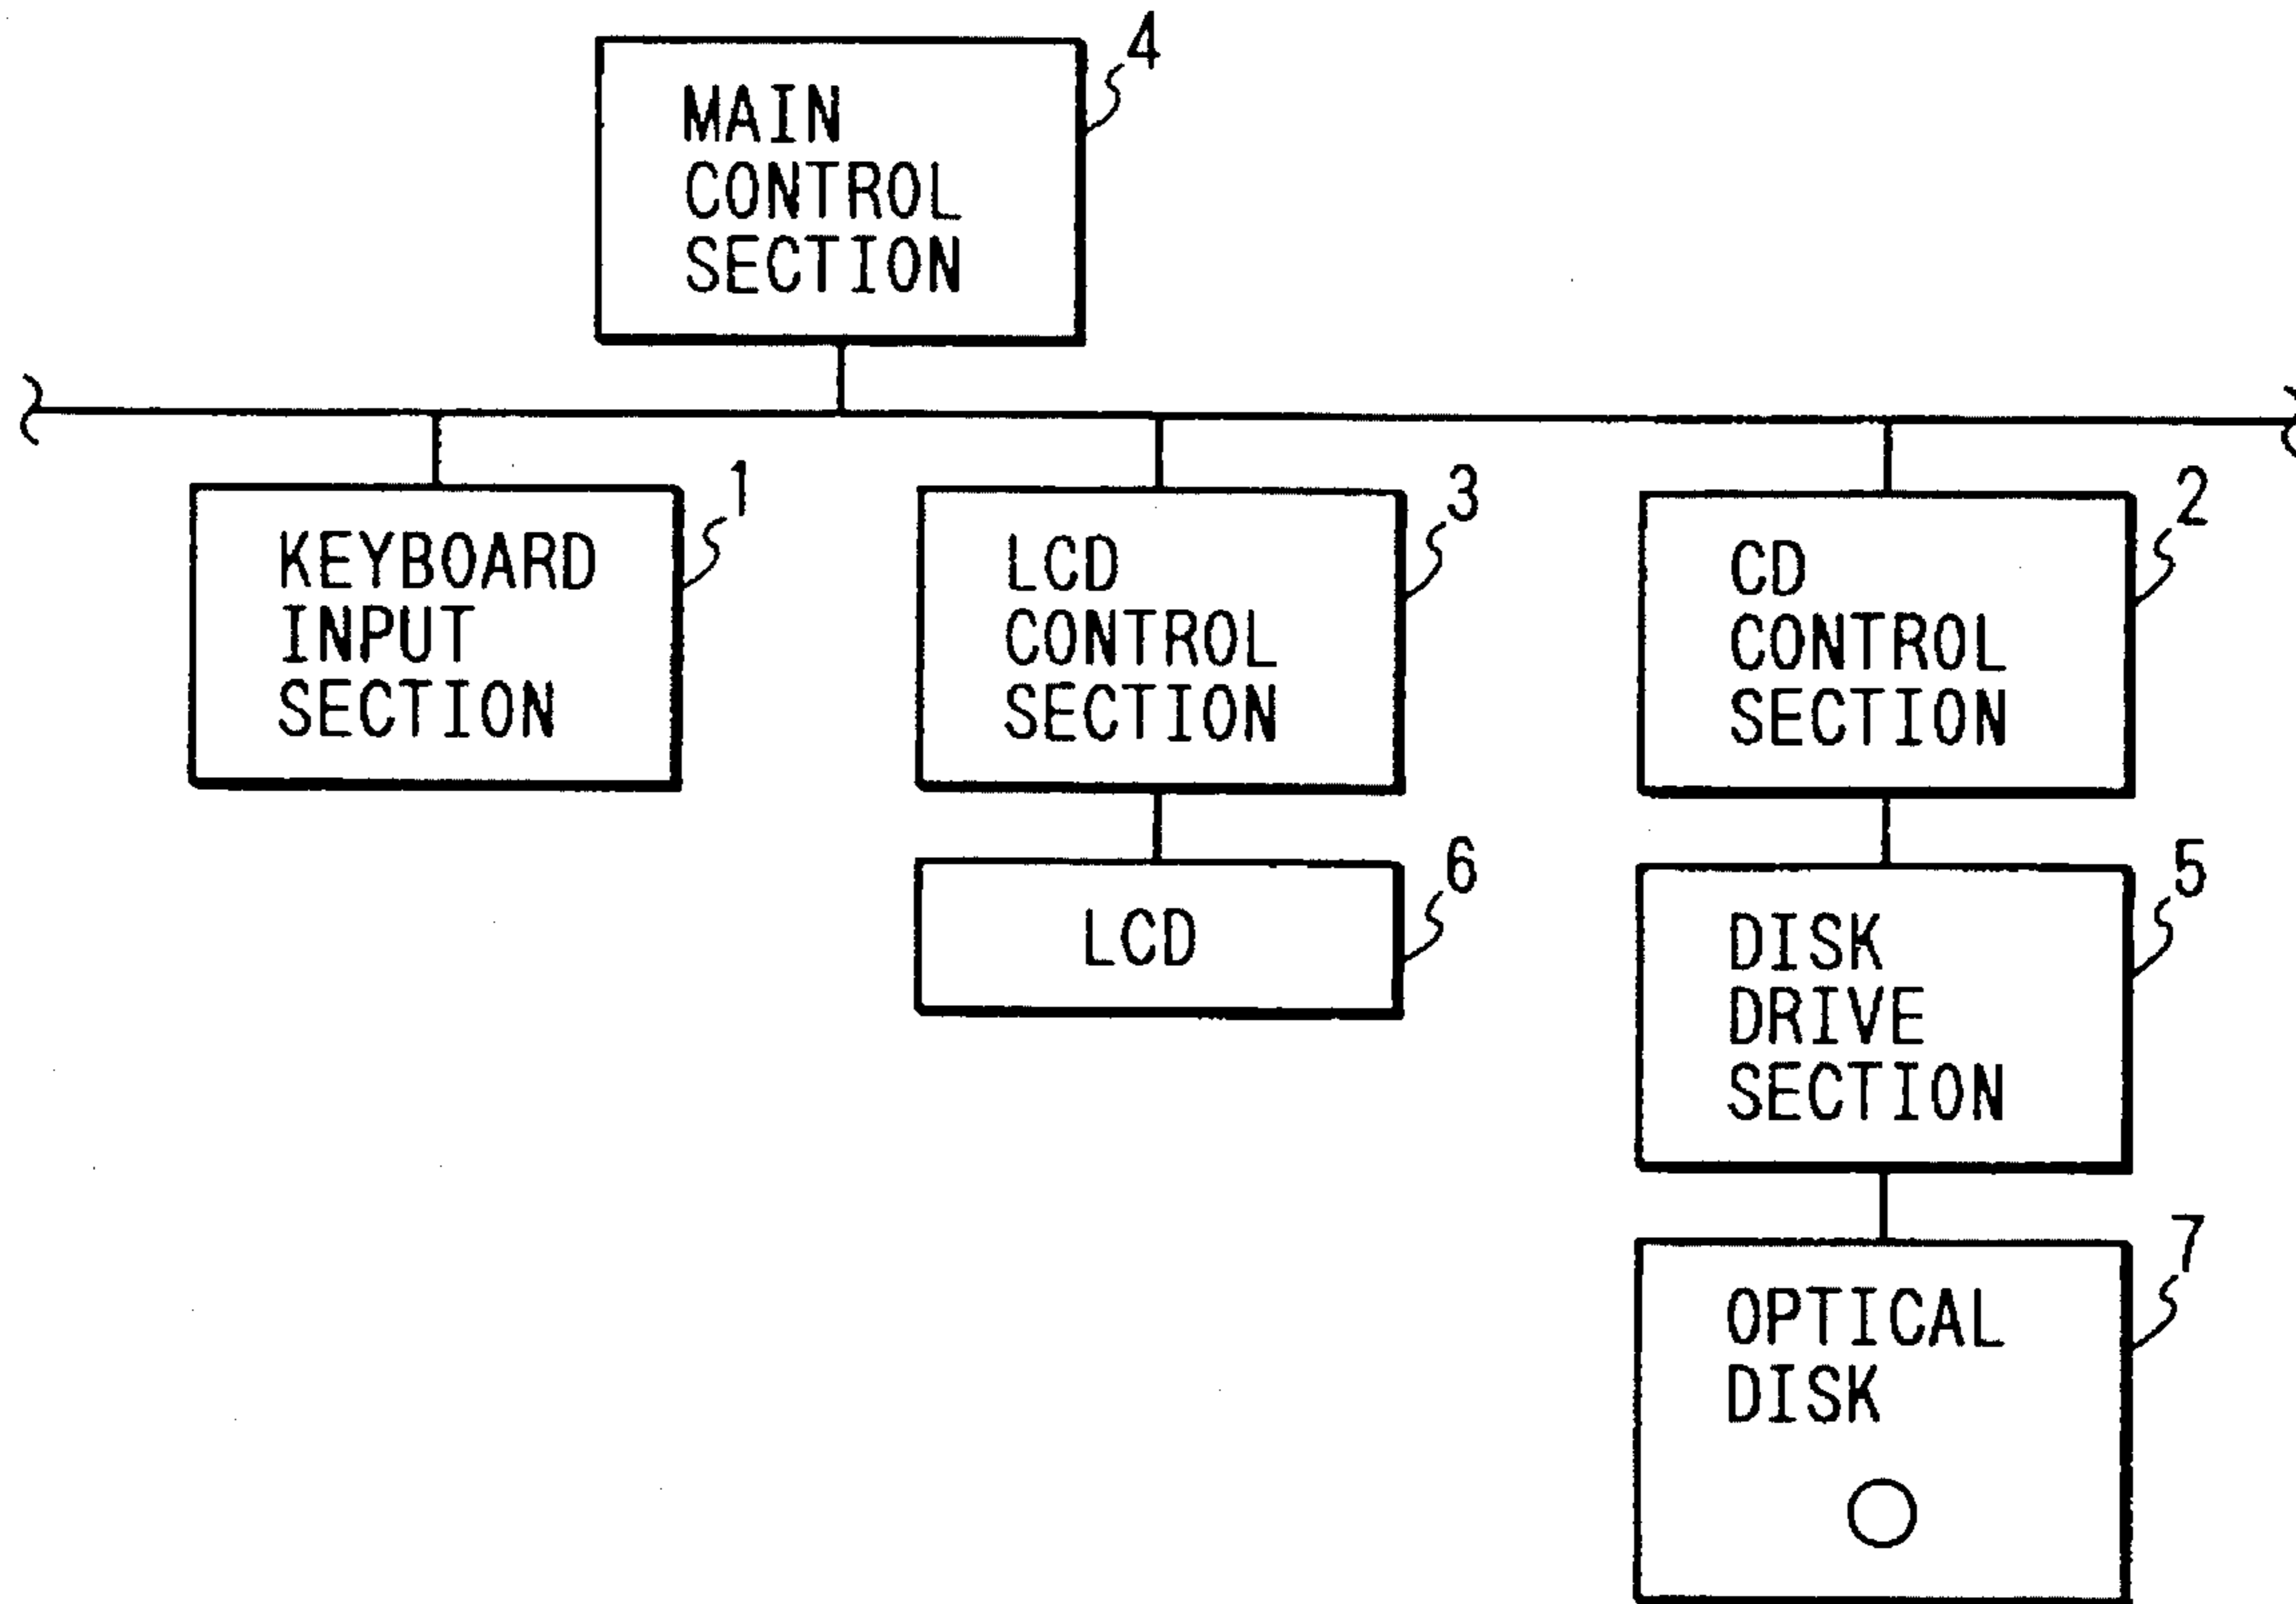 4
MAIN
CONTROL
SECTION
1
KEYBOARD
INPUT
SECTION
3
LCD
CONTROL
SECTION
2
CD
CONTROL
SECTION
6
LCD
5
DISK
DRIVE
SECTION
7
OPTICAL
DISK